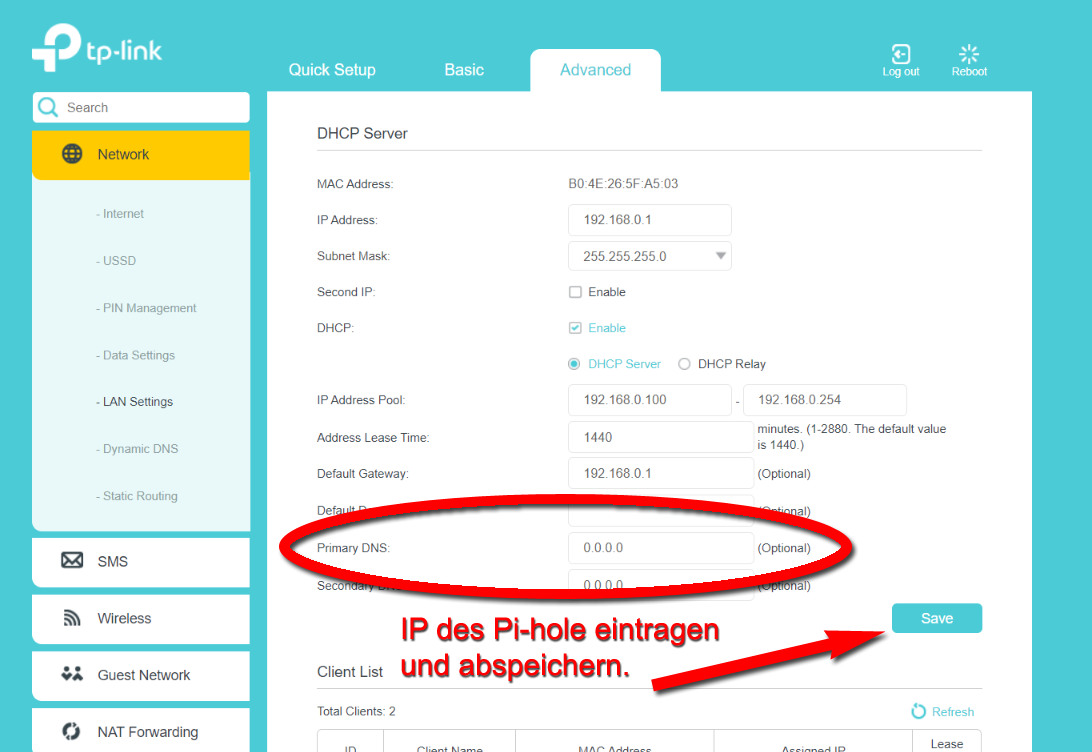 tp-link
Quick Setup
Basic
Advanced
Log out
Reboot
Search
Network
- Internet
- USSD
- PIN Management
- Data Settings
- LAN Settings
- Dynamic DNS
- Static Routing
SMS
Wireless
Guest Network
NAT Forwarding
DHCP Server
MAC Address: B0:4E:26:5F:A5:03
IP Address: 192.168.0.1
Subnet Mask: 255.255.255.0
Second IP: Enable
DHCP: Enable
DHCP Server DHCP Relay
IP Address Pool: 192.168.0.100 - 192.168.0.254
Address Lease Time: 1440 minutes. (1-2880. The default value
is 1440.)
Default Gateway: 192.168.0.1 (Optional)
Default (Optional)
Primary DNS: 0.0.0.0 (Optional)
Secondary 0.0.0.0 (Optional)
Save
IP des Pi-hole eintragen
und abspeichern.
Client List
Total Clients: 2
Refresh
ID Client Name MAC Address Assigned IP Lease